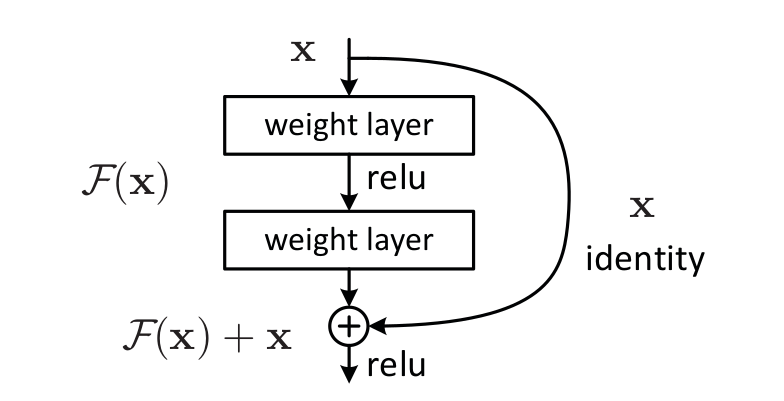 x
weight layer
relu
F(x)
x
weight layer
identity
F(x) + x
+
relu